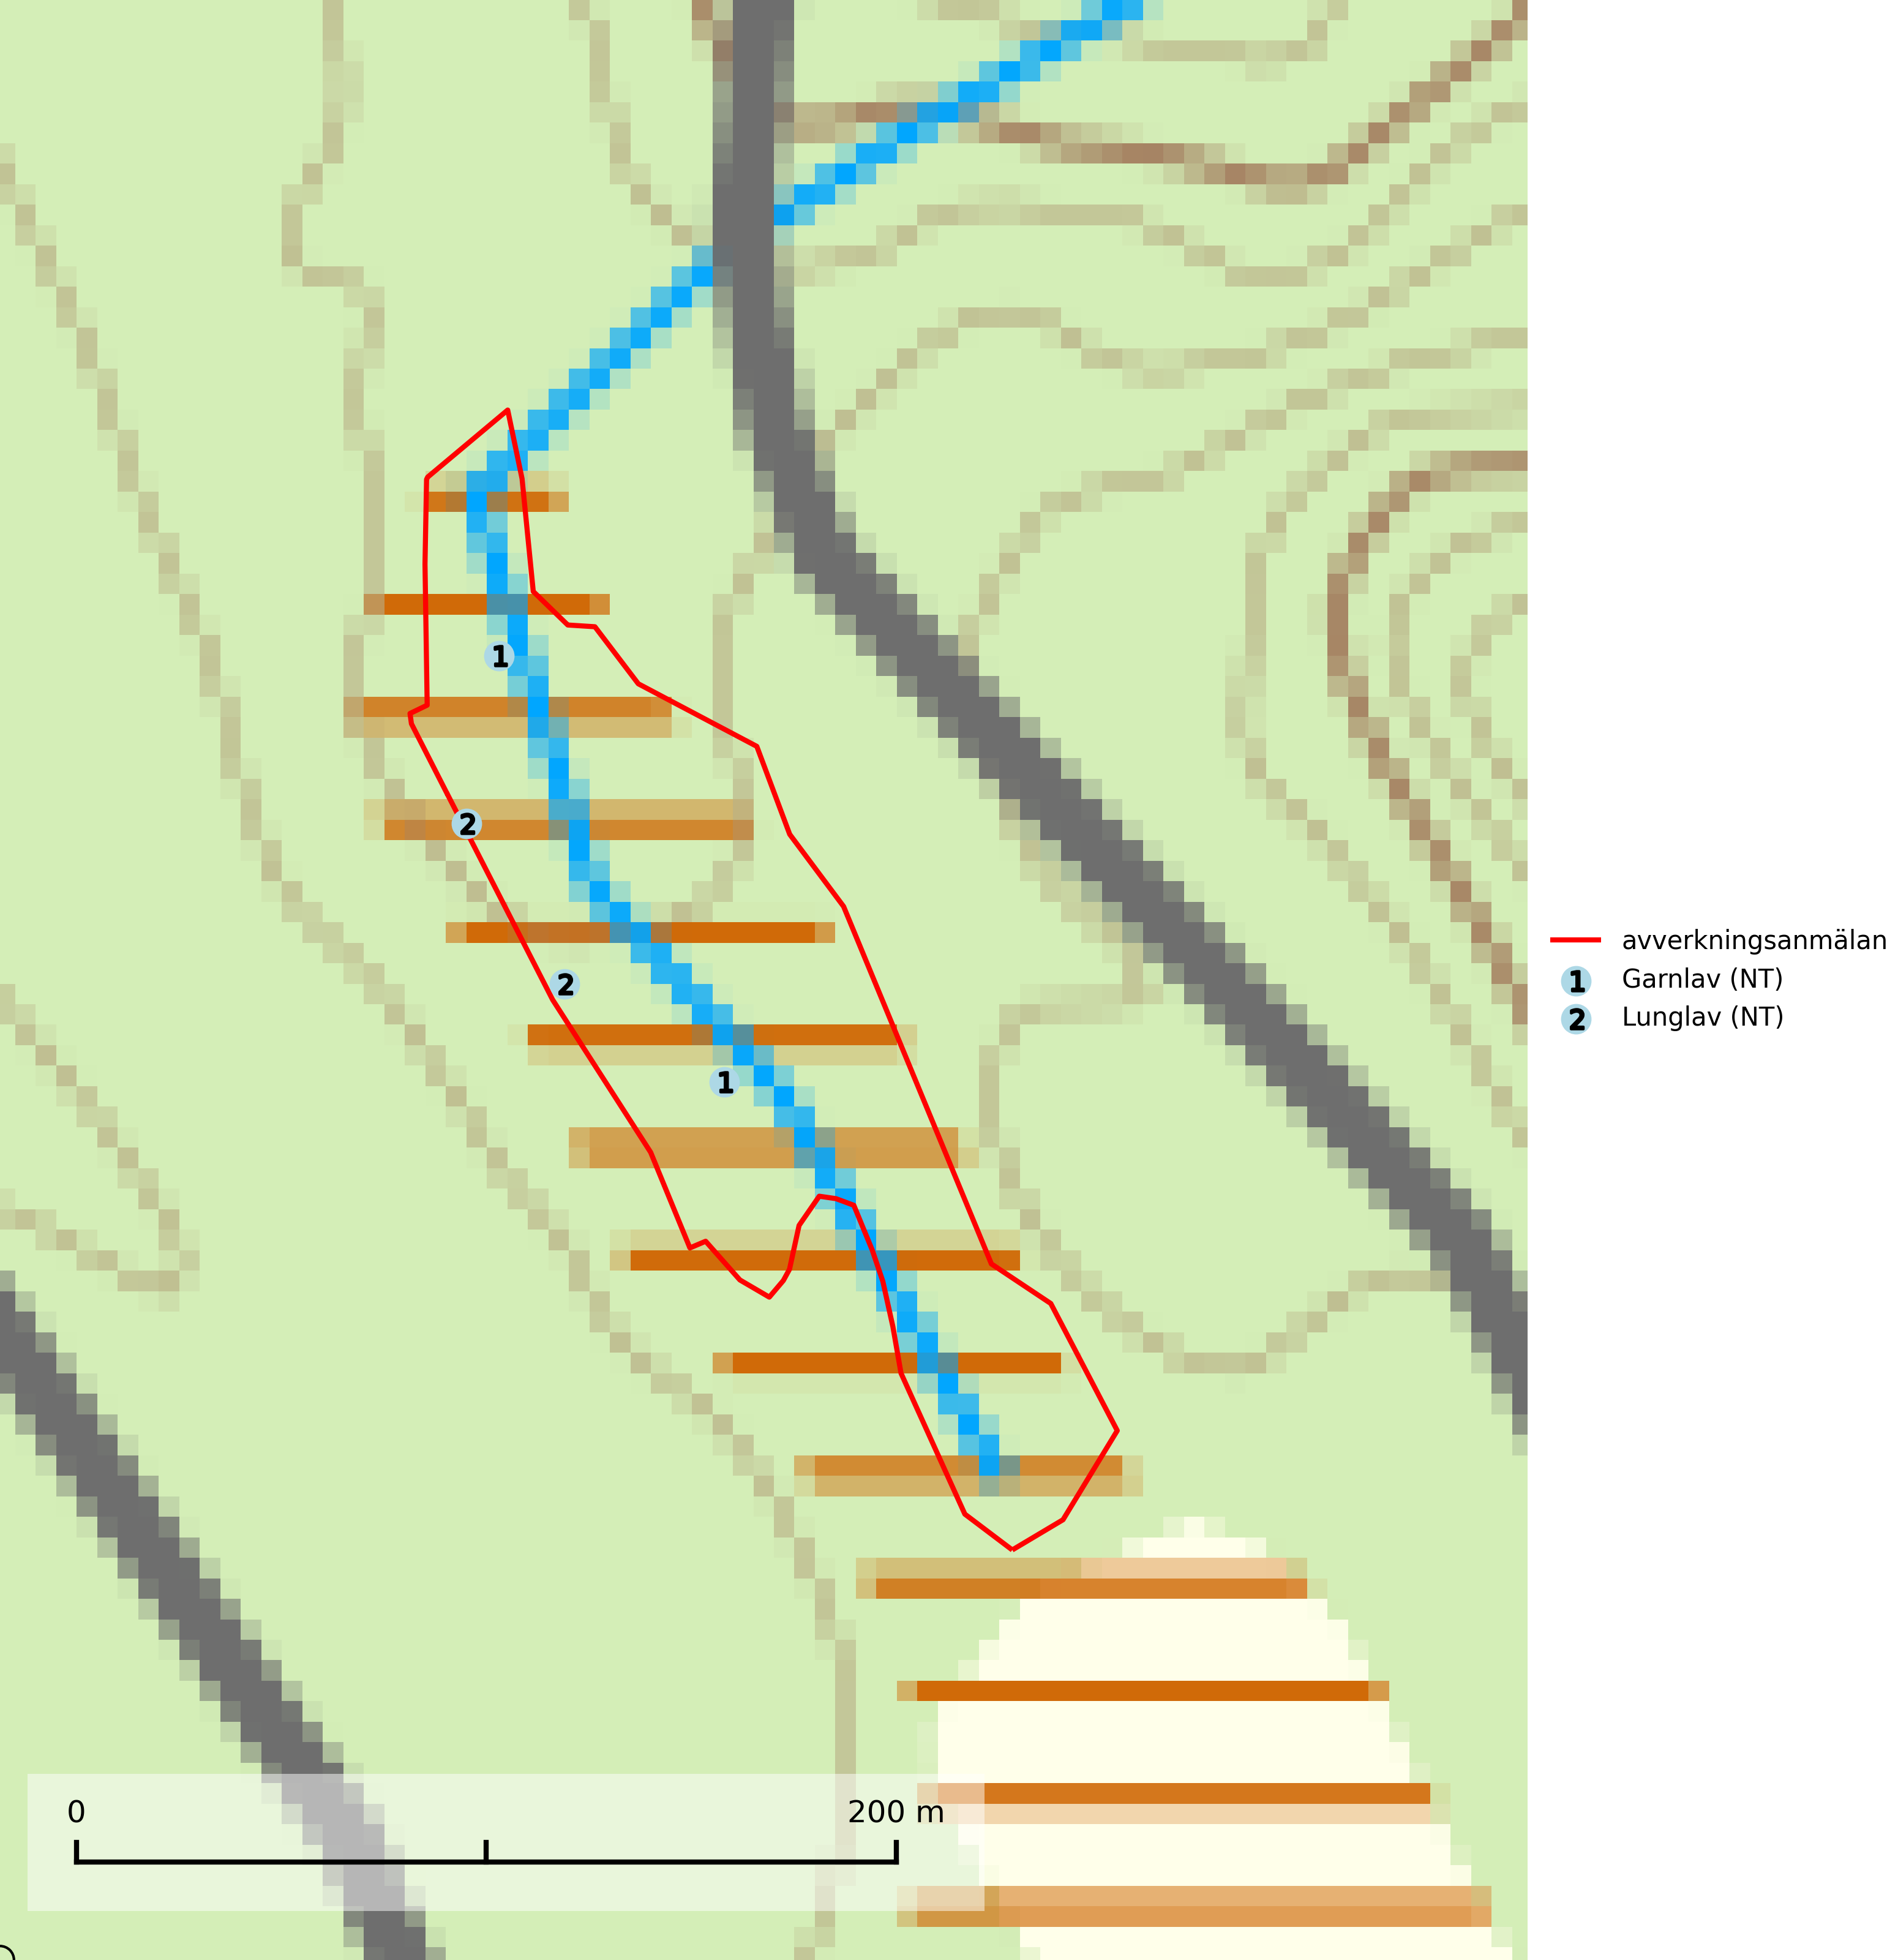 1
2
2
1
avverkningsanmälan
1 Garnlav (NT)
2 Lunglav (NT)
0 200 m